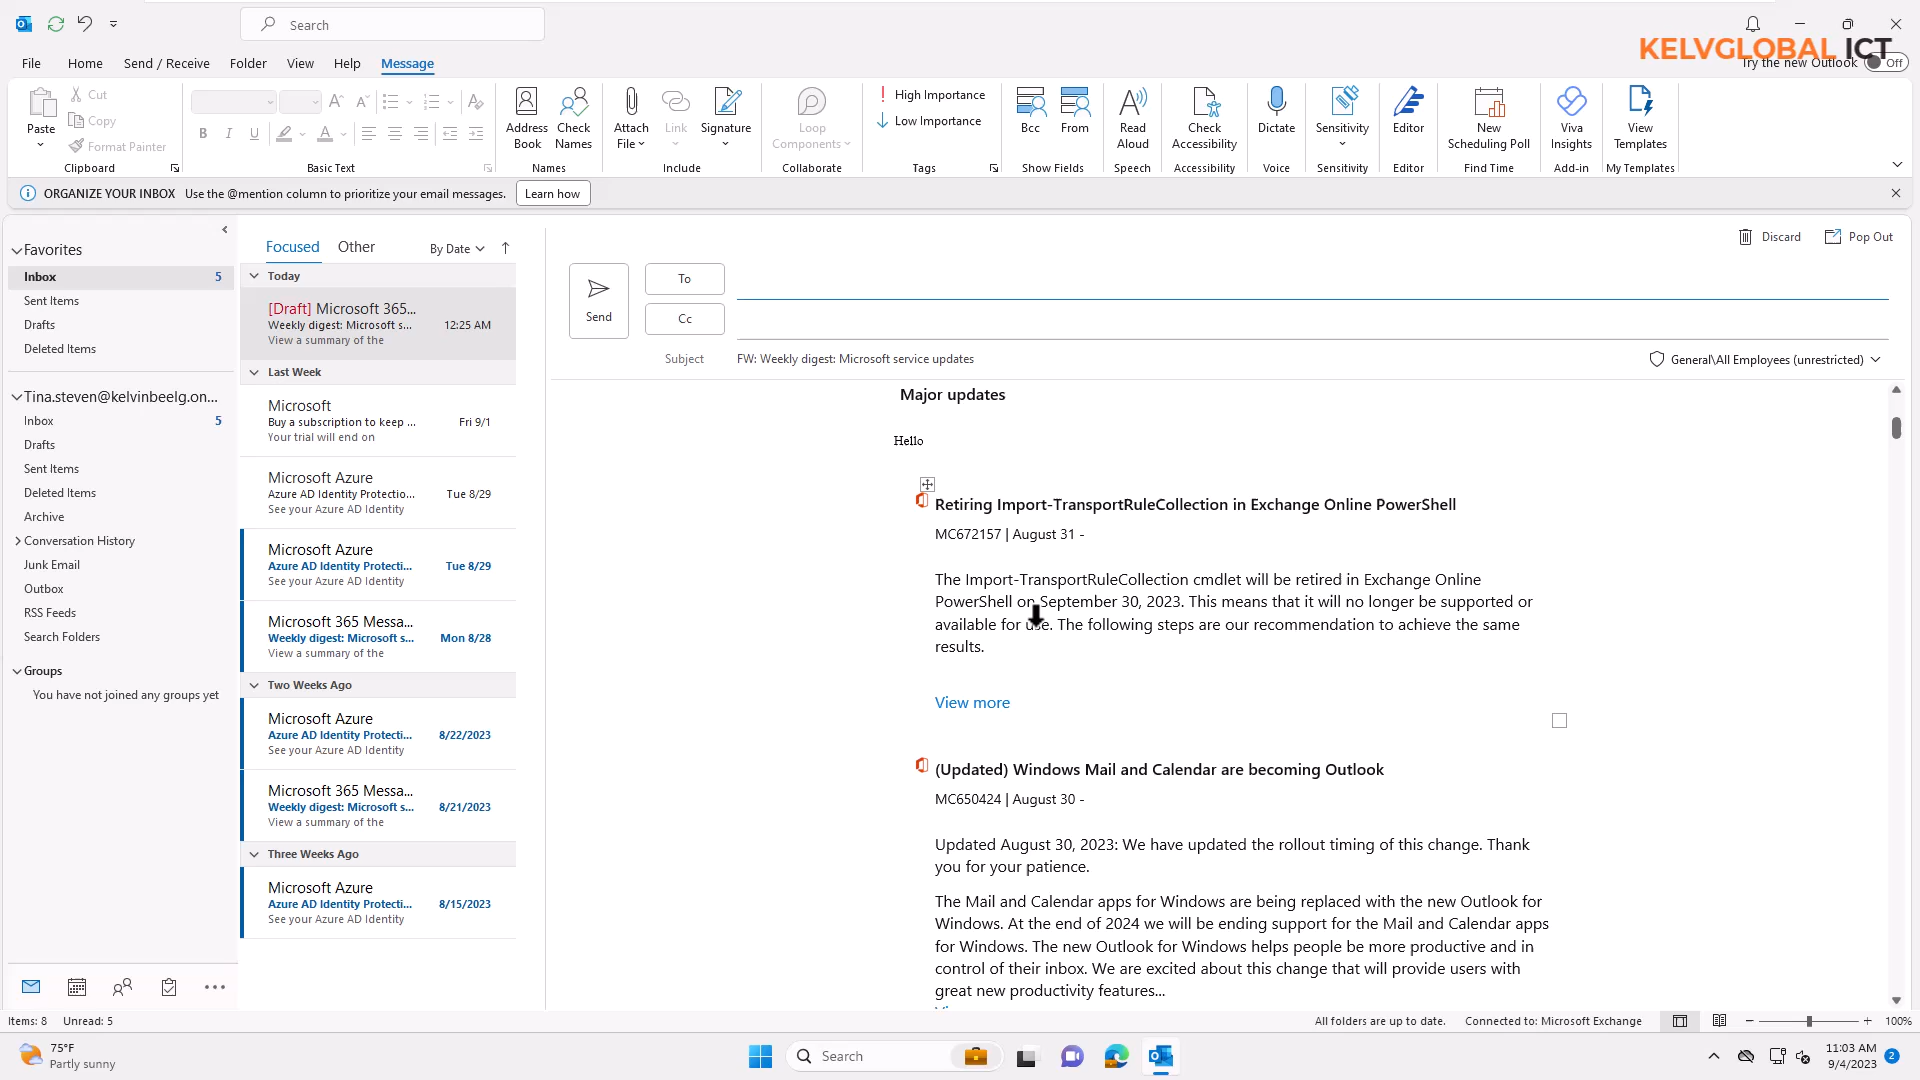 Search
KELVGLOBAL ICT
File Home Send / Receive Folder View Help Message
Try the new Outlook Off
Paste
Cut
Copy
Format Painter
Clipboard
B I U
Basic Text
Address Book
Check Names
Names
Attach File
Link
Signature
Include
Loop Components
Collaborate
High Importance
Low Importance
Tags
Bcc
From
Show Fields
Read Aloud
Speech
Check Accessibility
Accessibility
Dictate
Voice
Sensitivity
Sensitivity
Editor
Editor
New Scheduling Poll
Find Time
Viva Insights
Add-in
View Templates
My Templates
ORGANIZE YOUR INBOX Use the @mention column to prioritize your email messages. Learn how
Favorites
Inbox 5
Sent Items
Drafts
Deleted Items
Tina.steven@kelvinbeelg.on...
Inbox 5
Drafts
Sent Items
Deleted Items
Archive
Conversation History
Junk Email
Outbox
RSS Feeds
Search Folders
Groups
You have not joined any groups yet
Focused Other By Date
Today
[Draft] Microsoft 365...
Weekly digest: Microsoft s... 12:25 AM
View a summary of the
Last Week
Microsoft
Buy a subscription to keep ... Fri 9/1
Your trial will end on
Microsoft Azure
Azure AD Identity Protectio... Tue 8/29
See your Azure AD Identity
Microsoft Azure
Azure AD Identity Protecti... Tue 8/29
See your Azure AD Identity
Microsoft 365 Messa...
Weekly digest: Microsoft s... Mon 8/28
View a summary of the
Two Weeks Ago
Microsoft Azure
Azure AD Identity Protecti... 8/22/2023
See your Azure AD Identity
Microsoft 365 Messa...
Weekly digest: Microsoft s... 8/21/2023
View a summary of the
Three Weeks Ago
Microsoft Azure
Azure AD Identity Protecti... 8/15/2023
See your Azure AD Identity
Discard Pop Out
Send
To
Cc
Subject FW: Weekly digest: Microsoft service updates
General\All Employees (unrestricted)
Major updates
Hello
Retiring Import-TransportRuleCollection in Exchange Online PowerShell
MC672157 | August 31 -
The Import-TransportRuleCollection cmdlet will be retired in Exchange Online
PowerShell on September 30, 2023. This means that it will no longer be supported or
available for use. The following steps are our recommendation to achieve the same
results.
View more
(Updated) Windows Mail and Calendar are becoming Outlook
MC650424 | August 30 -
Updated August 30, 2023: We have updated the rollout timing of this change. Thank
you for your patience.
The Mail and Calendar apps for Windows are being replaced with the new Outlook for
Windows. At the end of 2024 we will be ending support for the Mail and Calendar apps
for Windows. The new Outlook for Windows helps people be more productive and in
control of their inbox. We are excited about this change that will provide users with
great new productivity features...
Items: 8 Unread: 5
All folders are up to date. Connected to: Microsoft Exchange 100%
75°F
Partly sunny
Search
11:03 AM
9/4/2023
2